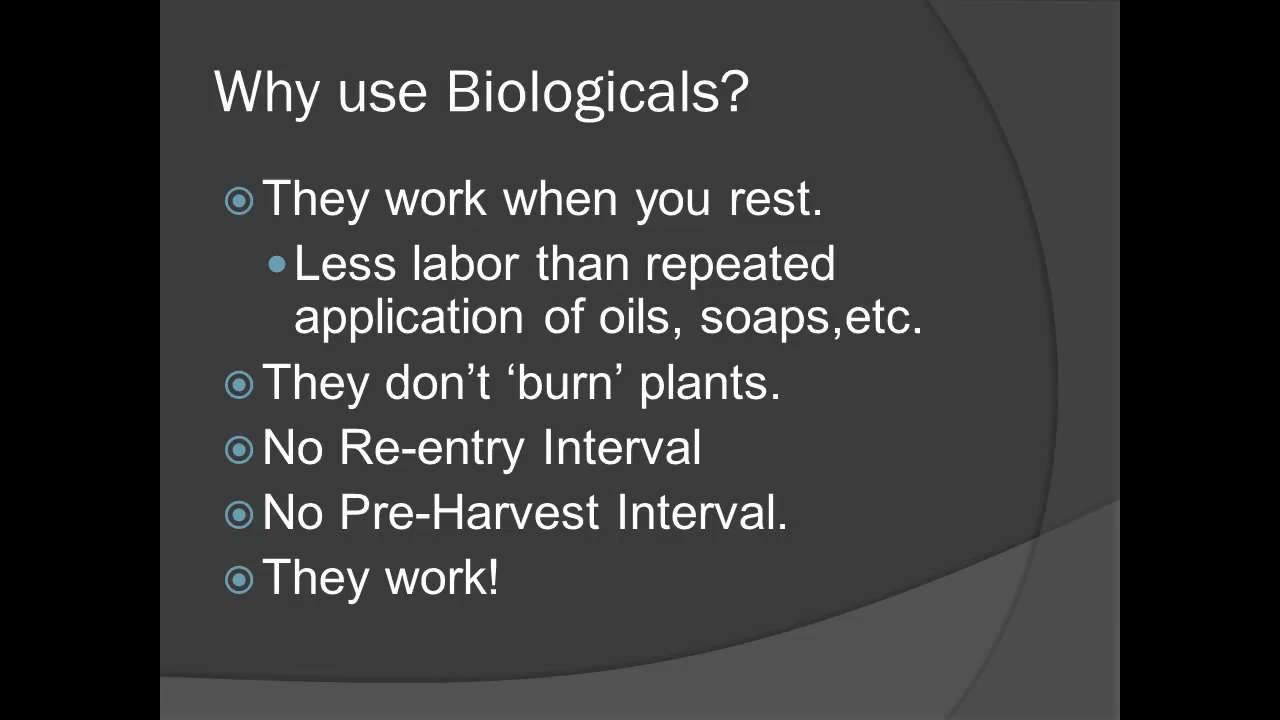 Why use Biologicals?
They work when you rest.
Less labor than repeated
application of oils, soaps,etc.
They don’t ‘burn’ plants.
No Re-entry Interval
No Pre-Harvest Interval.
They work!